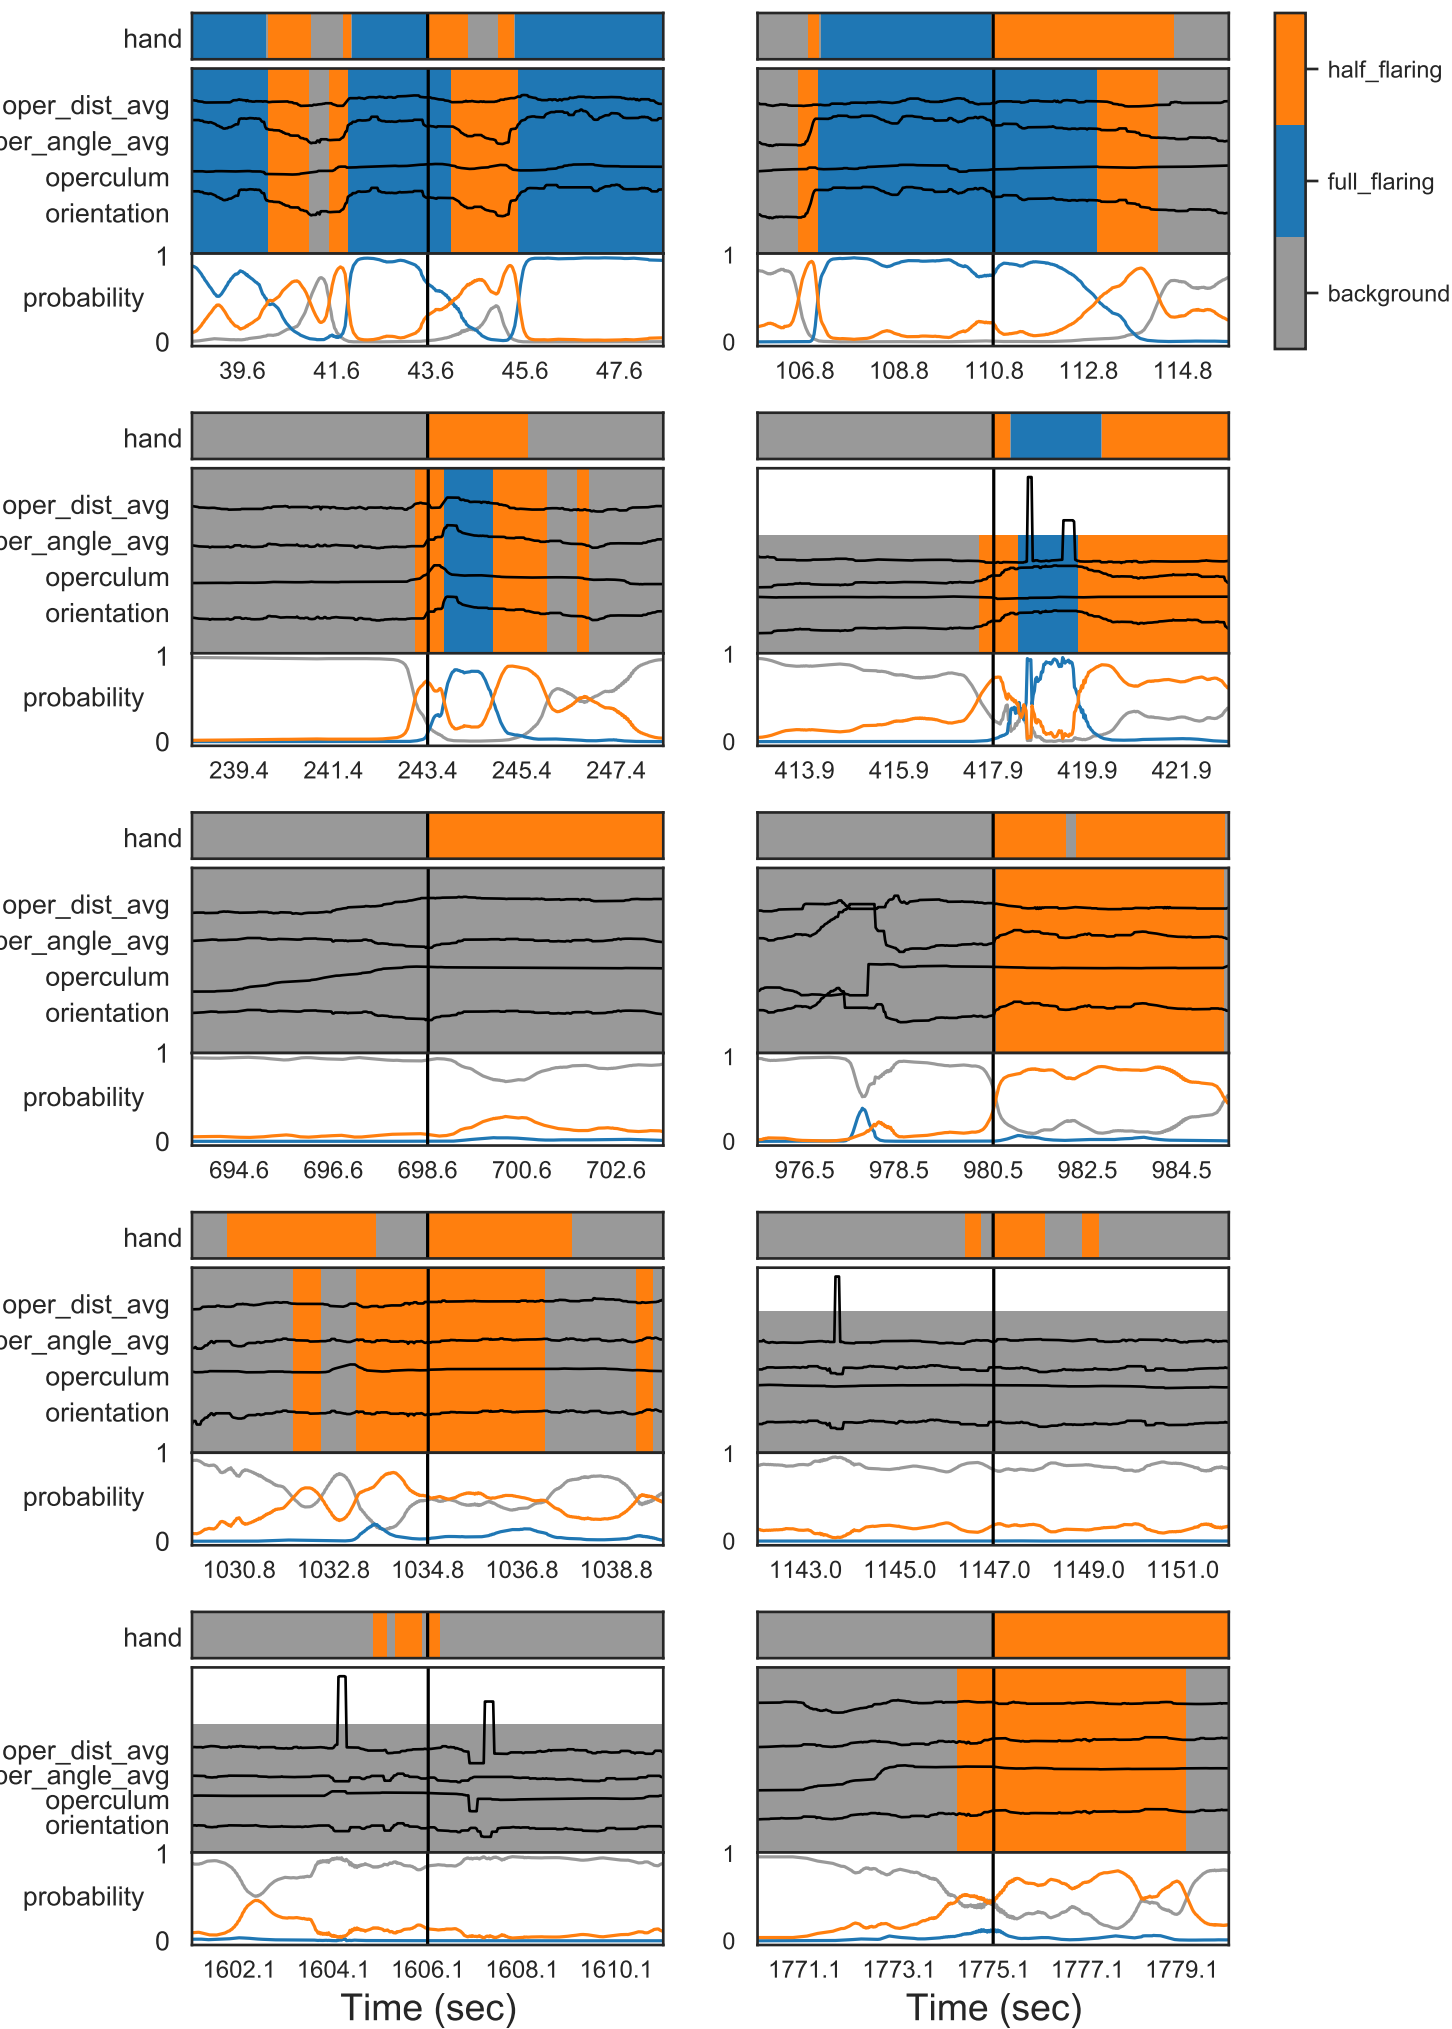 hand
oper_dist_avg
per_angle_avg
operculum
orientation
1
probability
0
39.6 41.6 43.6 45.6 47.6
1
0
106.8 108.8 110.8 112.8 114.8
half_flaring
full_flaring
background
hand
oper_dist_avg
per_angle_avg
operculum
orientation
1
probability
0
239.4 241.4 243.4 245.4 247.4
1
0
413.9 415.9 417.9 419.9 421.9
hand
oper_dist_avg
per_angle_avg
operculum
orientation
1
probability
0
694.6 696.6 698.6 700.6 702.6
1
0
976.5 978.5 980.5 982.5 984.5
hand
oper_dist_avg
per_angle_avg
operculum
orientation
1
probability
0
1030.8 1032.8 1034.8 1036.8 1038.8
1
0
1143.0 1145.0 1147.0 1149.0 1151.0
hand
oper_dist_avg
per_angle_avg
operculum
orientation
1
probability
0
1602.1 1604.1 1606.1 1608.1 1610.1
Time (sec)
1
0
1771.1 1773.1 1775.1 1777.1 1779.1
Time (sec)